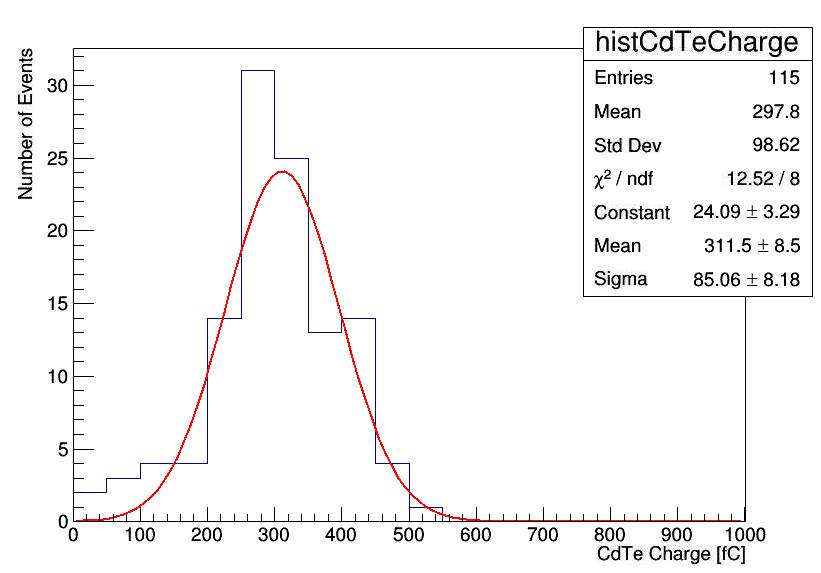 histCdTeCharge
Entries 115
Mean 297.8
Std Dev 98.62
χ² / ndf 12.52 / 8
Constant 24.09 ± 3.29
Mean 311.5 ± 8.5
Sigma 85.06 ± 8.18
Number of Events
30
25
20
15
10
5
0
0 100 200 300 400 500 600 700 800 900 1000
CdTe Charge [fC]